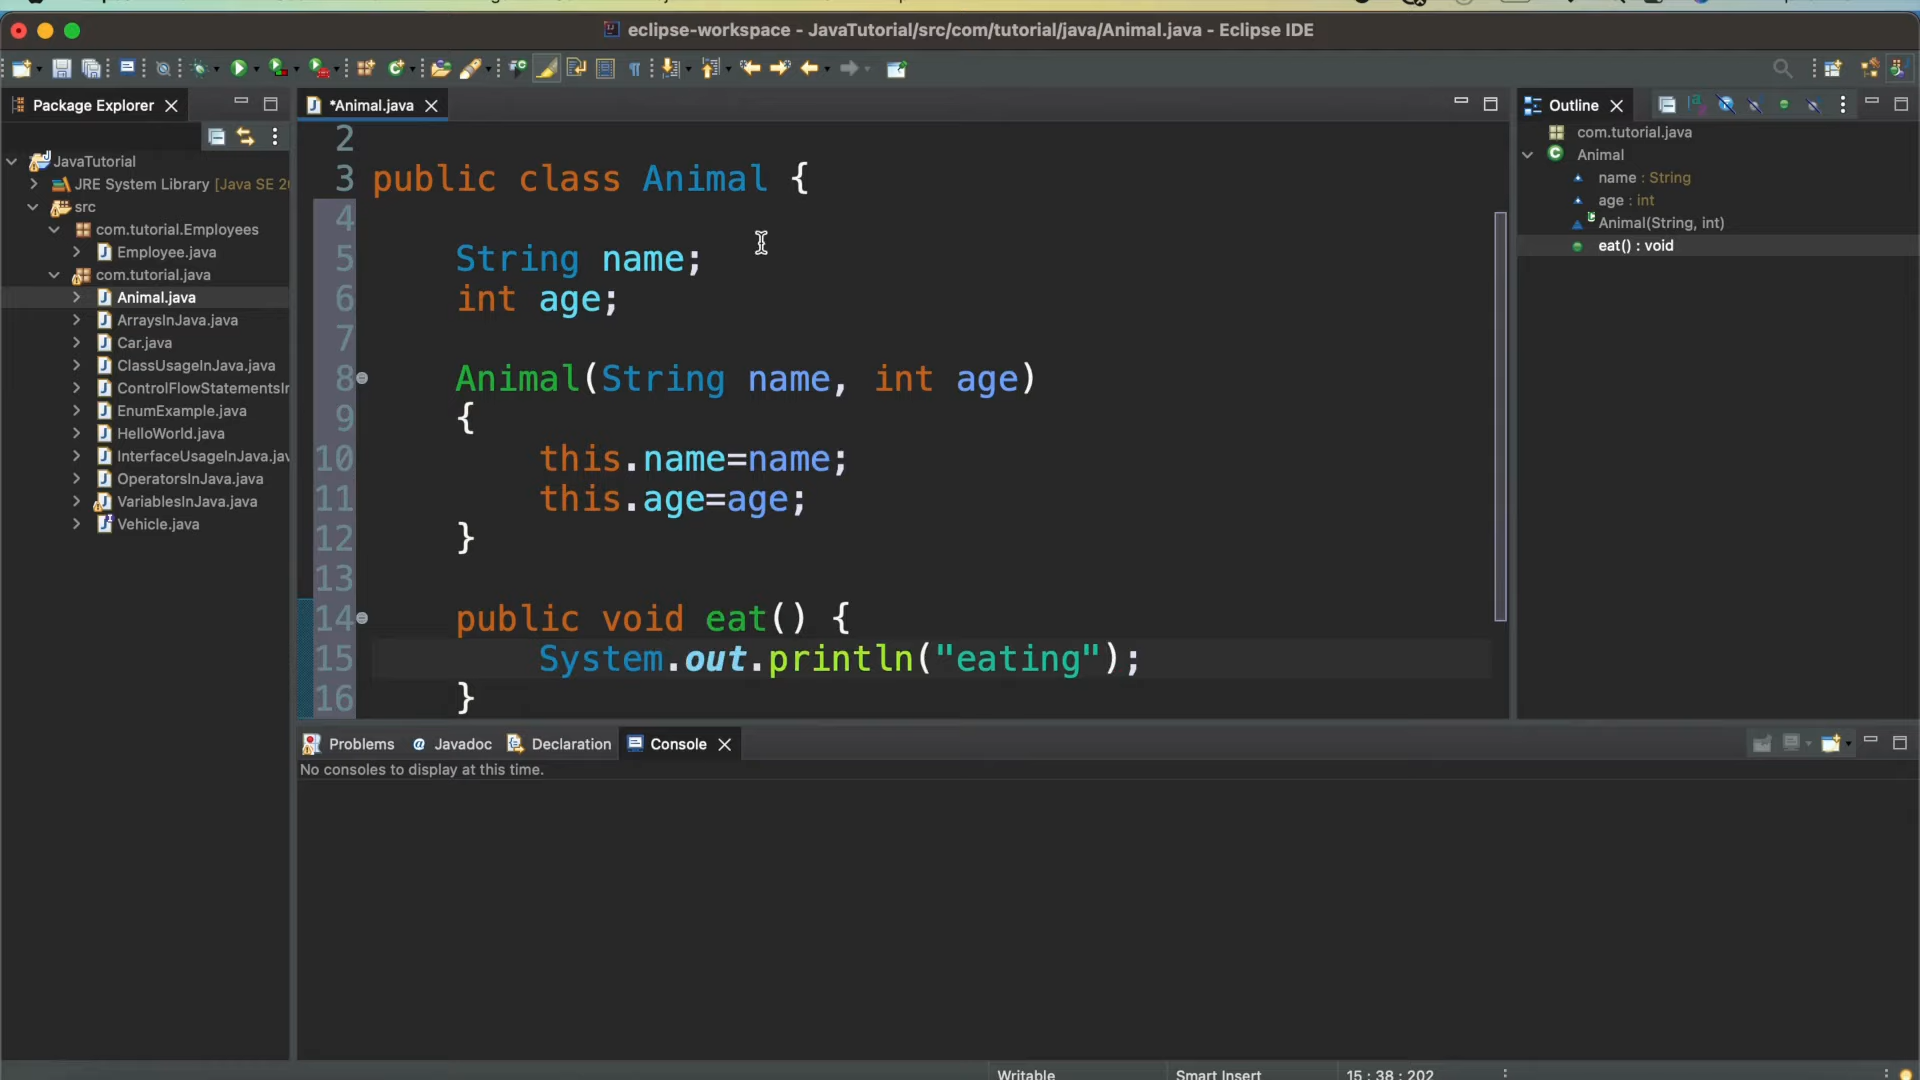 eclipse-workspace - JavaTutorial/src/com/tutorial/java/Animal.java - Eclipse IDE
Package Explorer
JavaTutorial
JRE System Library [Java SE
src
com.tutorial.Employees
Employee.java
com.tutorial.java
Animal.java
ArraysInJava.java
Car.java
ClassUsageInJava.java
ControlFlowStatementsIn
EnumExample.java
HelloWorld.java
InterfaceUsageInJava.jav
OperatorsInJava.java
VariablesInJava.java
Vehicle.java
*Animal.java
2
3 public class Animal {
4
5 String name;
6 int age;
7
8 Animal(String name, int age)
9 {
10 this.name=name;
11 this.age=age;
12 }
13
14 public void eat() {
15 System.out.println("eating");
16 }
Outline
com.tutorial.java
Animal
name : String
age : int
Animal(String, int)
eat() : void
Problems @ Javadoc Declaration Console
No consoles to display at this time.
Writable Smart Insert 15 : 38 : 202